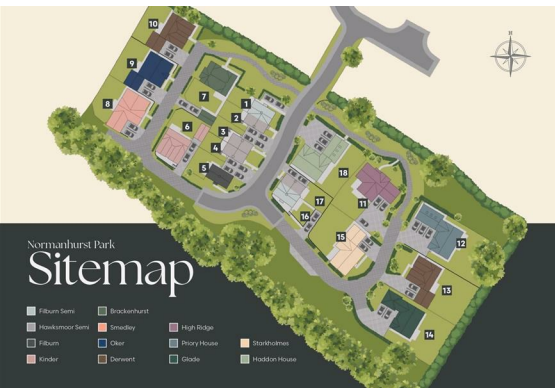 N
10
9
8
7
1
2
3
6
4
5
18
17
11
16
15
12
13
14
Normanhurst Park
Sitemap
Filburn Semi
Brackenhurst
Hawksmoor Semi
Smedley
High Ridge
Filburn
Oker
Priory House
Starkholmes
Kinder
Derwent
Glade
Haddon House